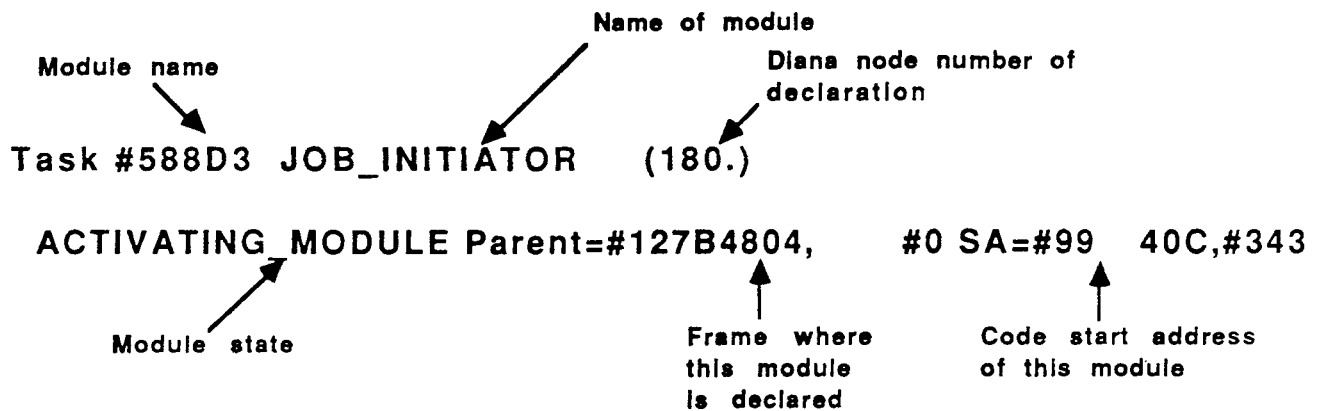 Name of module
Module name
Diana node number of
declaration
Task #588D3 JOB_INITIATOR (180.)
ACTIVATING_MODULE Parent=#127B4804, #0 SA=#99 40C,#343
Module state
Frame where
this module
is declared
Code start address
of this module